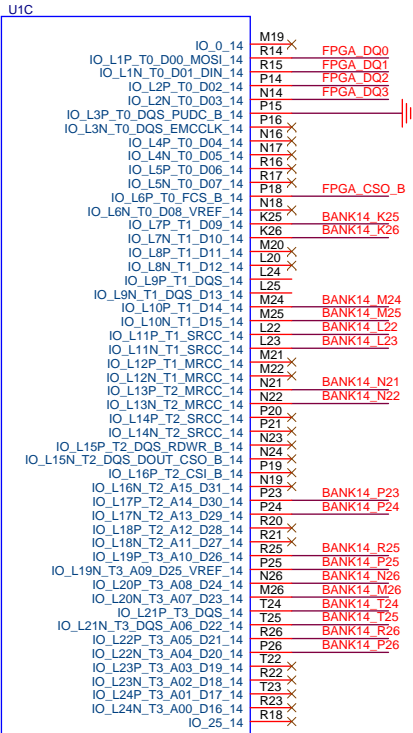 U1C
IO_0_14 M19
IO_L1P_T0_D00_MOSI_14 R14 FPGA_DQ0
IO_L1N_T0_D01_DIN_14 R15 FPGA_DQ1
IO_L2P_T0_D02_14 P14 FPGA_DQ2
IO_L2N_T0_D03_14 N14 FPGA_DQ3
IO_L3P_T0_DQS_PUDC_B_14 P15
IO_L3N_T0_DQS_EMCCLK_14 P16
IO_L4P_T0_D04_14 N16
IO_L4N_T0_D05_14 N17
IO_L5P_T0_D06_14 R16
IO_L5N_T0_D07_14 R17
IO_L6P_T0_FCS_B_14 P18 FPGA_CSO_B
IO_L6N_T0_D08_VREF_14 N18
IO_L7P_T1_D09_14 K25 BANK14_K25
IO_L7N_T1_D10_14 K26 BANK14_K26
IO_L8P_T1_D11_14 M20
IO_L8N_T1_D12_14 L20
IO_L9P_T1_DQS_14 L24
IO_L9N_T1_DQS_D13_14 L25
IO_L10P_T1_D14_14 M24 BANK14_M24
IO_L10N_T1_D15_14 M25 BANK14_M25
IO_L11P_T1_SRCC_14 L22 BANK14_L22
IO_L11N_T1_SRCC_14 L23 BANK14_L23
IO_L12P_T1_MRCC_14 M21
IO_L12N_T1_MRCC_14 M22
IO_L13P_T2_MRCC_14 N21 BANK14_N21
IO_L13N_T2_MRCC_14 N22 BANK14_N22
IO_L14P_T2_SRCC_14 P20
IO_L14N_T2_SRCC_14 P21
IO_L15P_T2_DQS_RDWR_B_14 N23
IO_L15N_T2_DQS_DOUT_CSO_B_14 N24
IO_L16P_T2_CSI_B_14 P19
IO_L16N_T2_A15_D31_14 N19
IO_L17P_T2_A14_D30_14 P23 BANK14_P23
IO_L17N_T2_A13_D29_14 P24 BANK14_P24
IO_L18P_T2_A12_D28_14 R20
IO_L18N_T2_A11_D27_14 R21
IO_L19P_T3_A10_D26_14 R25 BANK14_R25
IO_L19N_T3_A09_D25_VREF_14 P25 BANK14_P25
IO_L20P_T3_A08_D24_14 N26 BANK14_N26
IO_L20N_T3_A07_D23_14 M26 BANK14_M26
IO_L21P_T3_DQS_14 T24 BANK14_T24
IO_L21N_T3_DQS_A06_D22_14 T25 BANK14_T25
IO_L22P_T3_A05_D21_14 R26 BANK14_R26
IO_L22N_T3_A04_D20_14 P26 BANK14_P26
IO_L23P_T3_A03_D19_14 T22
IO_L23N_T3_A02_D18_14 R22
IO_L24P_T3_A01_D17_14 T23
IO_L24N_T3_A00_D16_14 R23
IO_25_14 R18